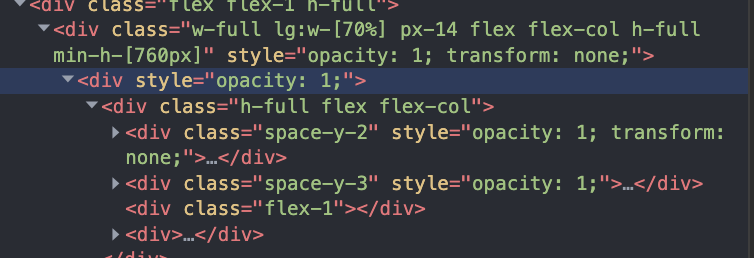 <div class="flex flex-1 h-full">
<div class="w-full lg:w-[70%] px-14 flex flex-col h-full
min-h-[760px]" style="opacity: 1; transform: none;">
<div style="opacity: 1;">
<div class="h-full flex flex-col">
<div class="space-y-2" style="opacity: 1; transform:
none;">…</div>
<div class="space-y-3" style="opacity: 1;">…</div>
<div class="flex-1"></div>
<div>…</div>
</div>